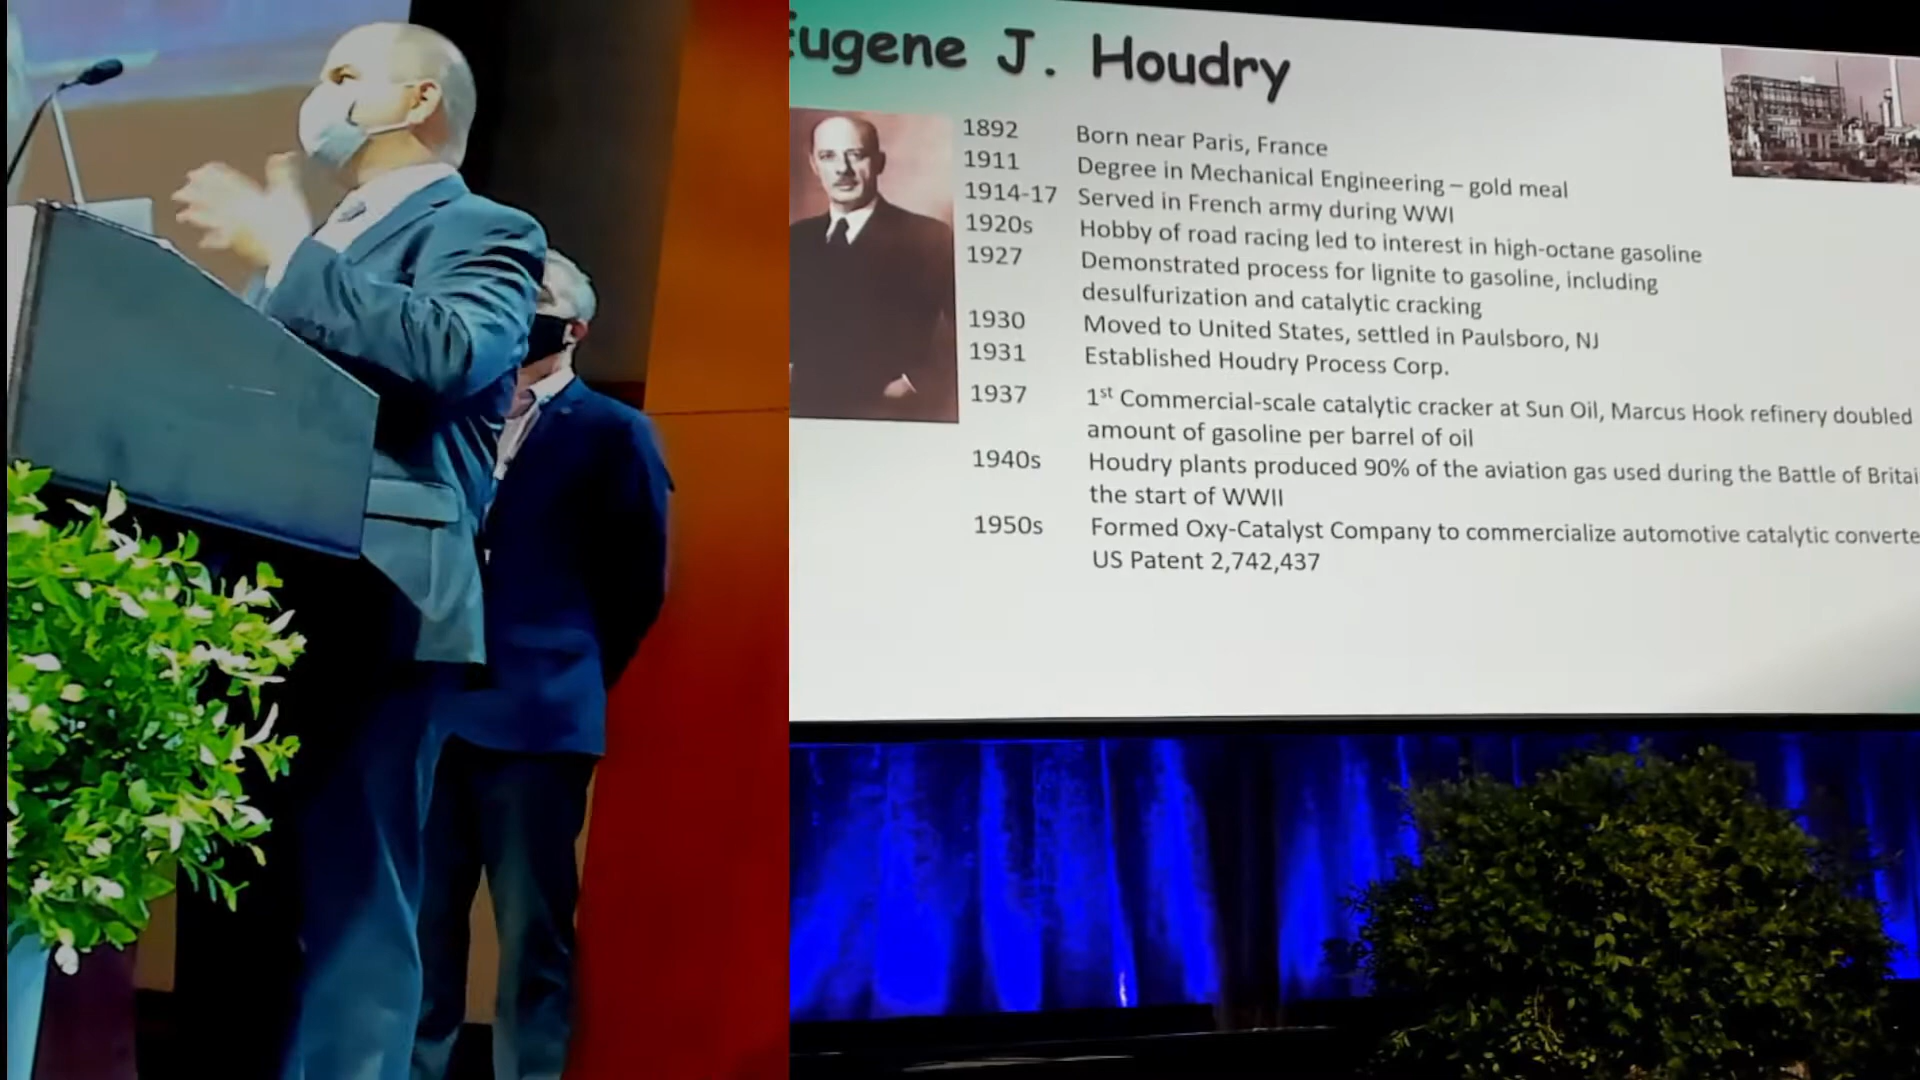 Eugene J. Houdry
1892 Born near Paris, France
1911 Degree in Mechanical Engineering – gold meal
1914-17 Served in French army during WWI
1920s Hobby of road racing led to interest in high-octane gasoline
1927 Demonstrated process for lignite to gasoline, including
desulfurization and catalytic cracking
1930 Moved to United States, settled in Paulsboro, NJ
1931 Established Houdry Process Corp.
1937 1st Commercial-scale catalytic cracker at Sun Oil, Marcus Hook refinery doubled
amount of gasoline per barrel of oil
1940s Houdry plants produced 90% of the aviation gas used during the Battle of Britai
the start of WWII
1950s Formed Oxy-Catalyst Company to commercialize automotive catalytic converte
US Patent 2,742,437